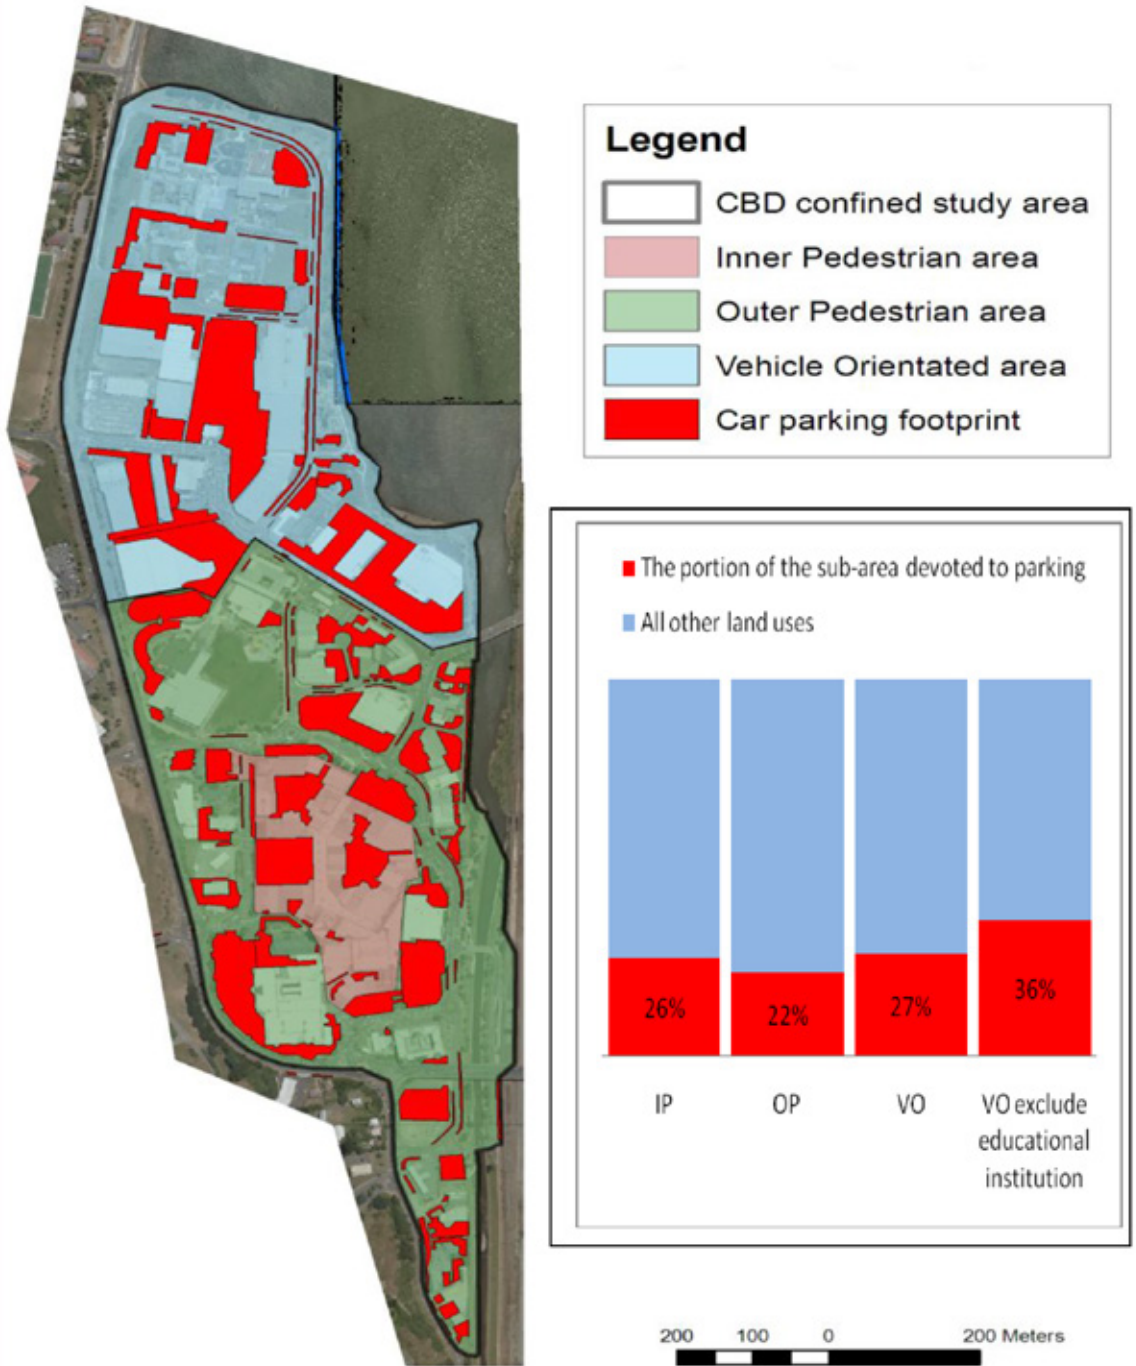 Legend
CBD confined study area
Inner Pedestrian area
Outer Pedestrian area
Vehicle Orientated area
Car parking footprint
The portion of the sub-area devoted to parking
All other land uses
26%
22%
27%
36%
IP
OP
VO
VO exclude
educational
institution
200 100 0 200 Meters